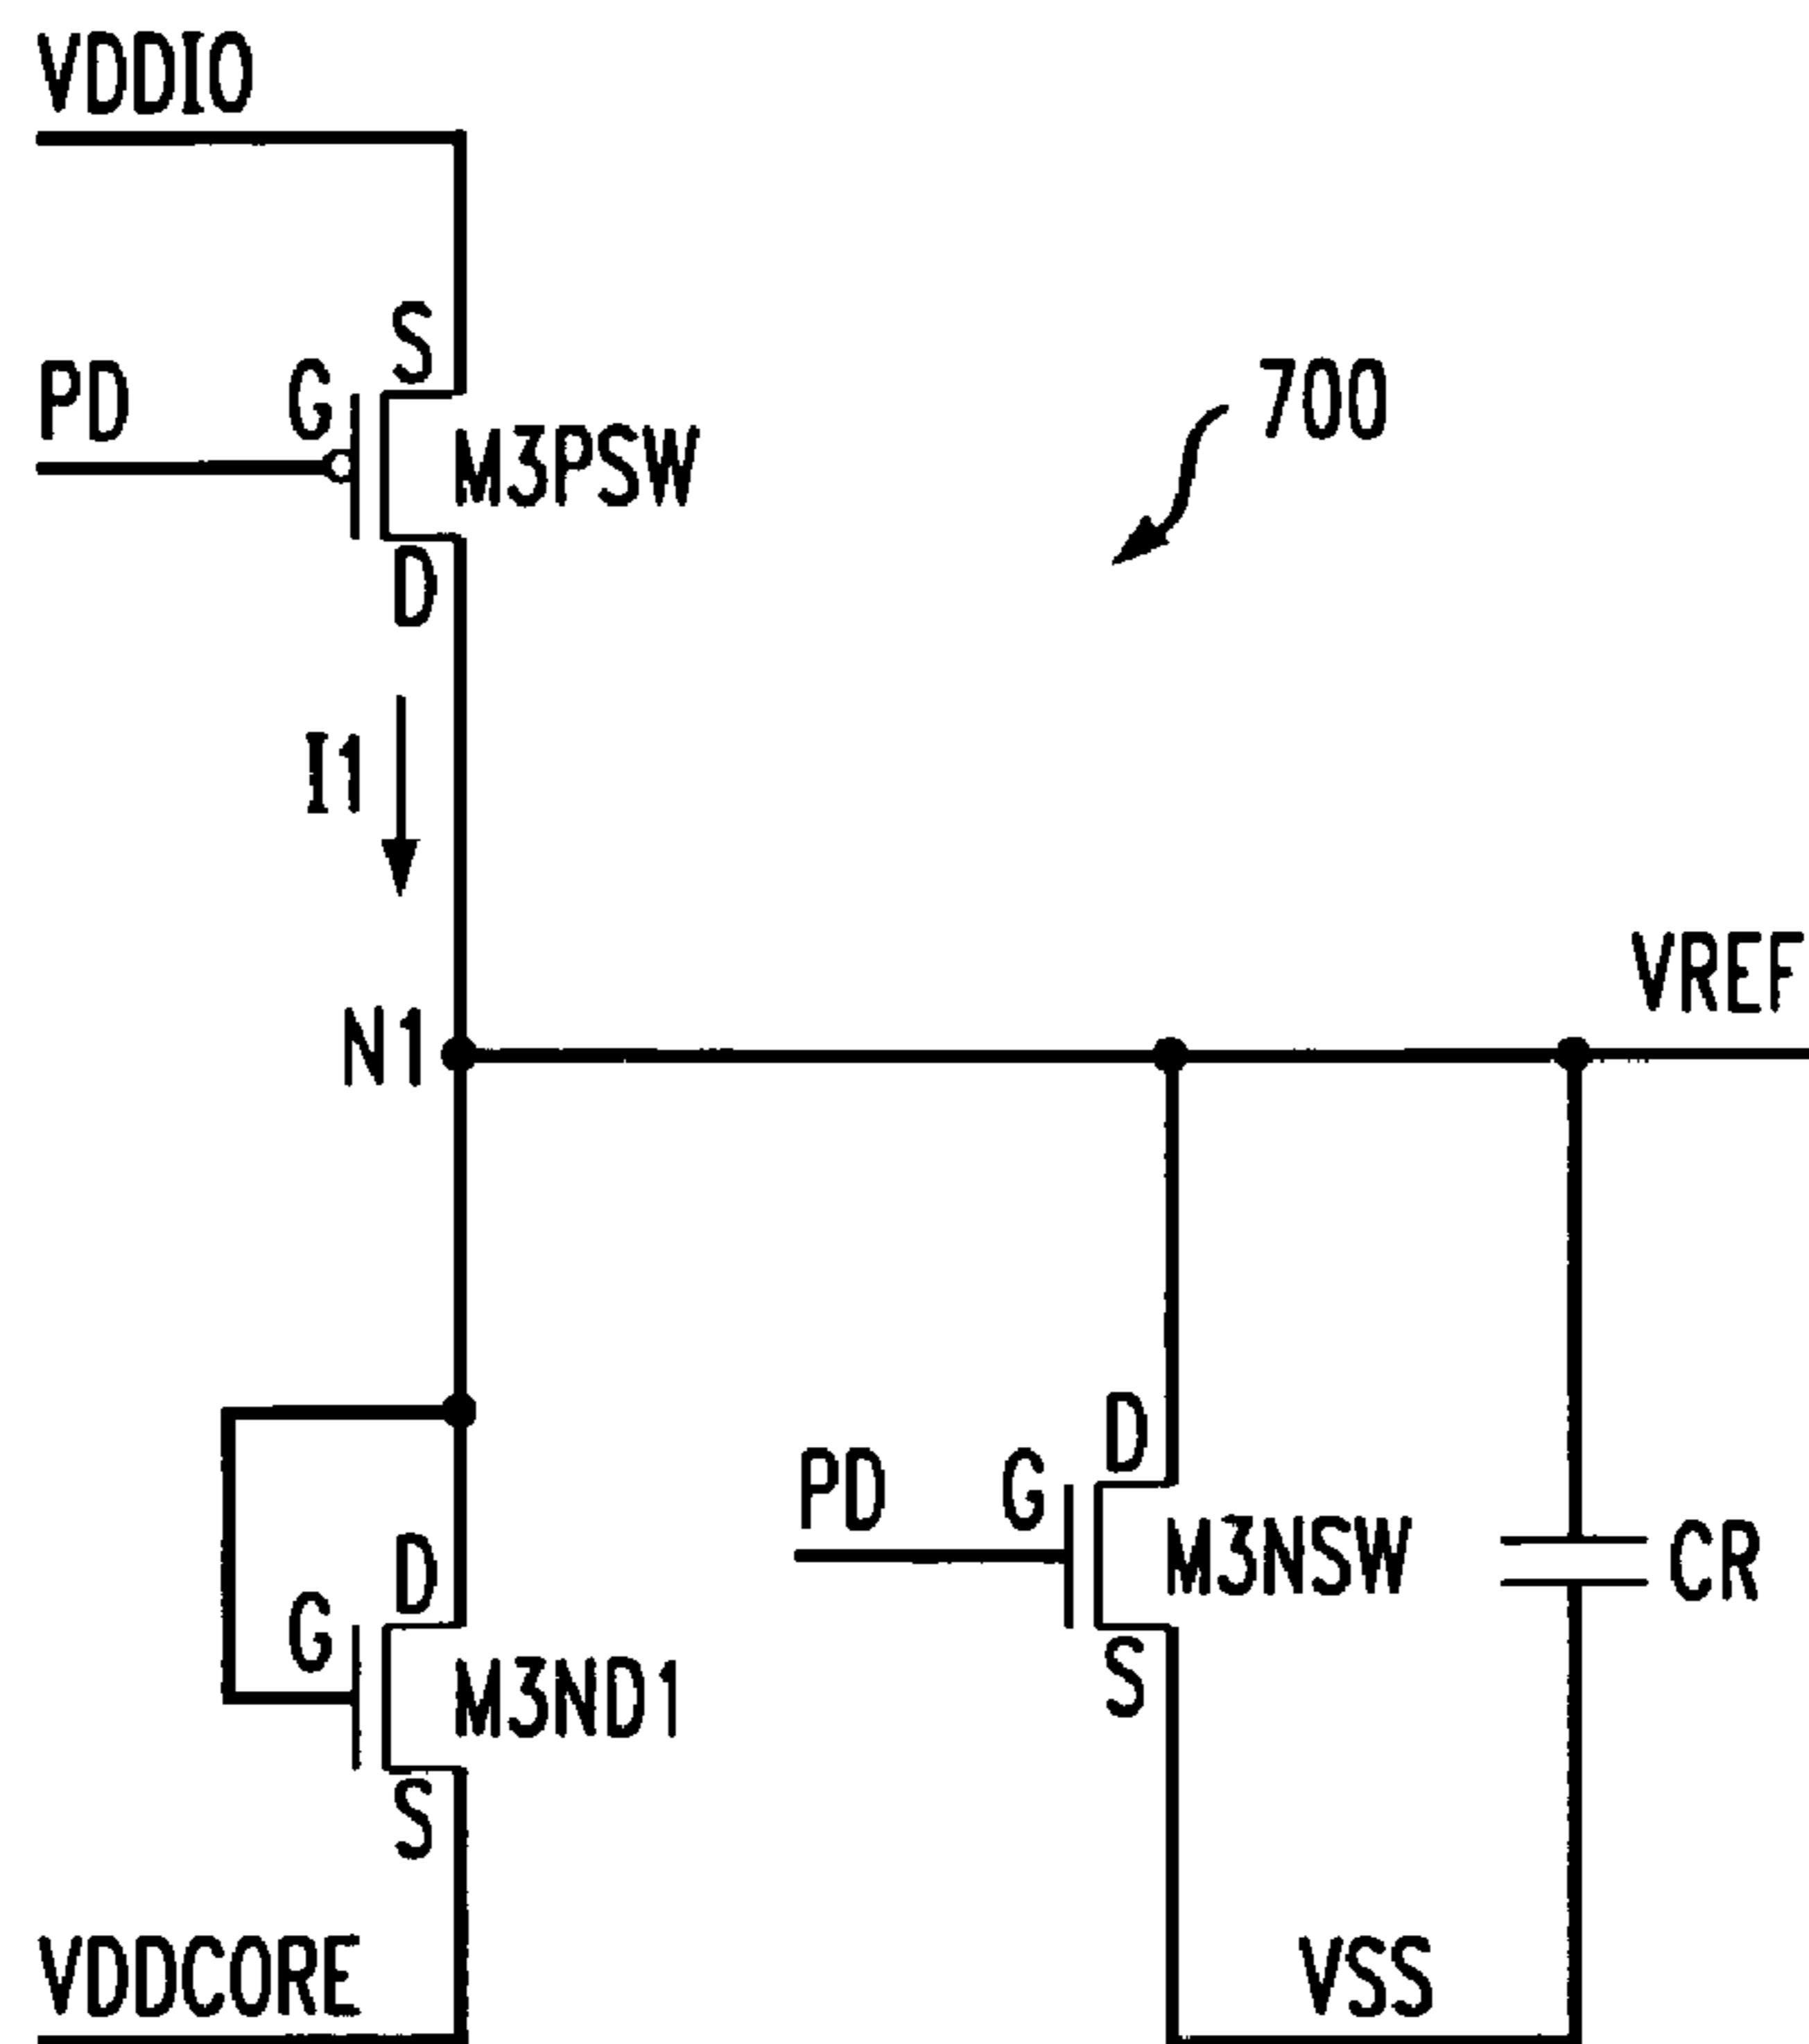 VDDIO
S
PD
G
M3PSW
700
D
I1
VREF
N1
D
PD
G
M3NSW
CR
D
G
S
M3ND1
S
VDDCORE
VSS